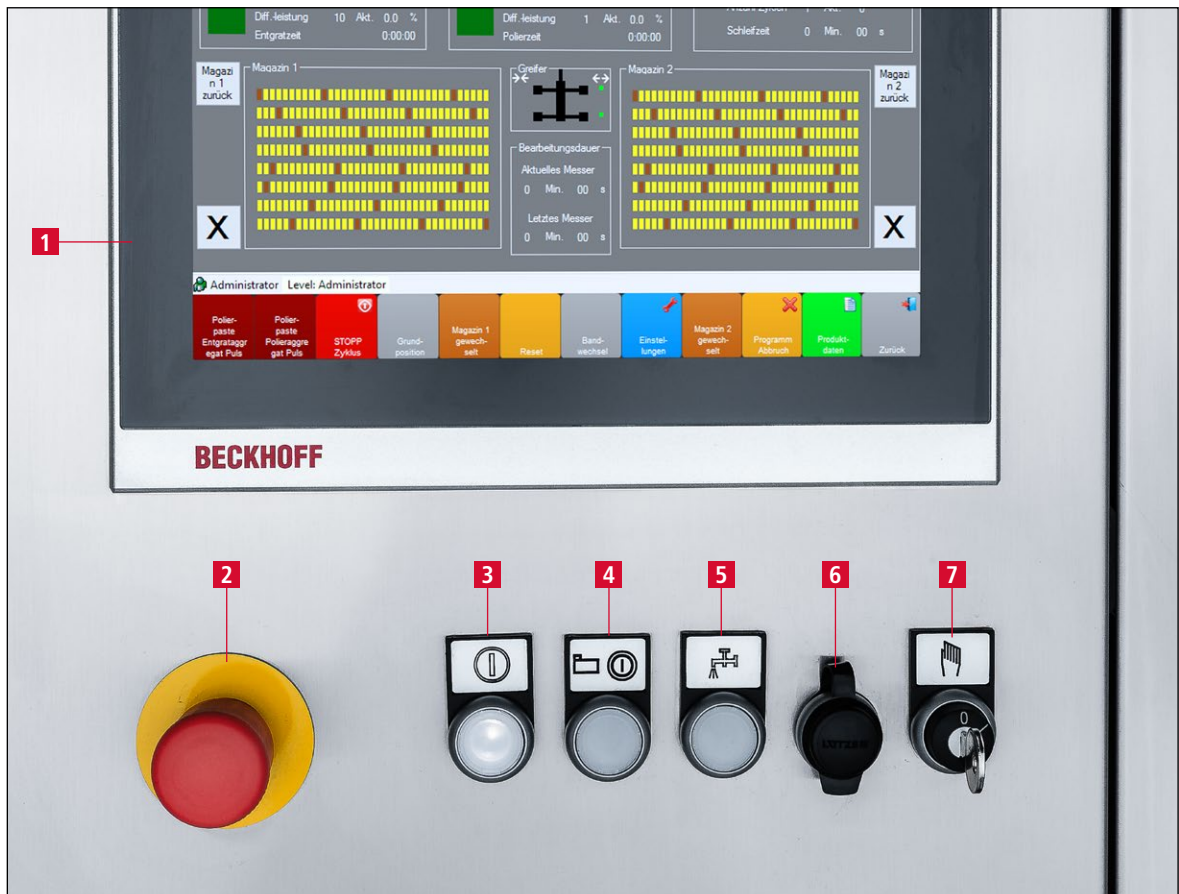 Diff.-leistung 10 Akt. 0.0 %
Entgratzeit 0:00:00
Diff.-leistung 1 Akt. 0.0 %
Polierzeit 0:00:00
Schleifzeit 0 Min. 00 s
Magazi
n 1
zurück
Magazin 1
Greifer
Magazin 2
Magazi
n 2
zurück
Bearbeitungsdauer
Aktuelles Messer
0 Min. 00 s
Letztes Messer
0 Min. 00 s
X
X
1
Administrator Level: Administrator
Polier-
paste
Entgrataggr
egat Puls
Polier-
paste
Polieraggre
gat Puls
STOPP
Zyklus
Grund-
position
Magazin 1
gewech-
selt
Reset
Band-
wechsel
Einstel-
lungen
Magazin 2
gewech-
selt
Programm
Abbruch
Produkt-
daten
Zurück
BECKHOFF
2
3
4
5
6
7
LÜTZE
0